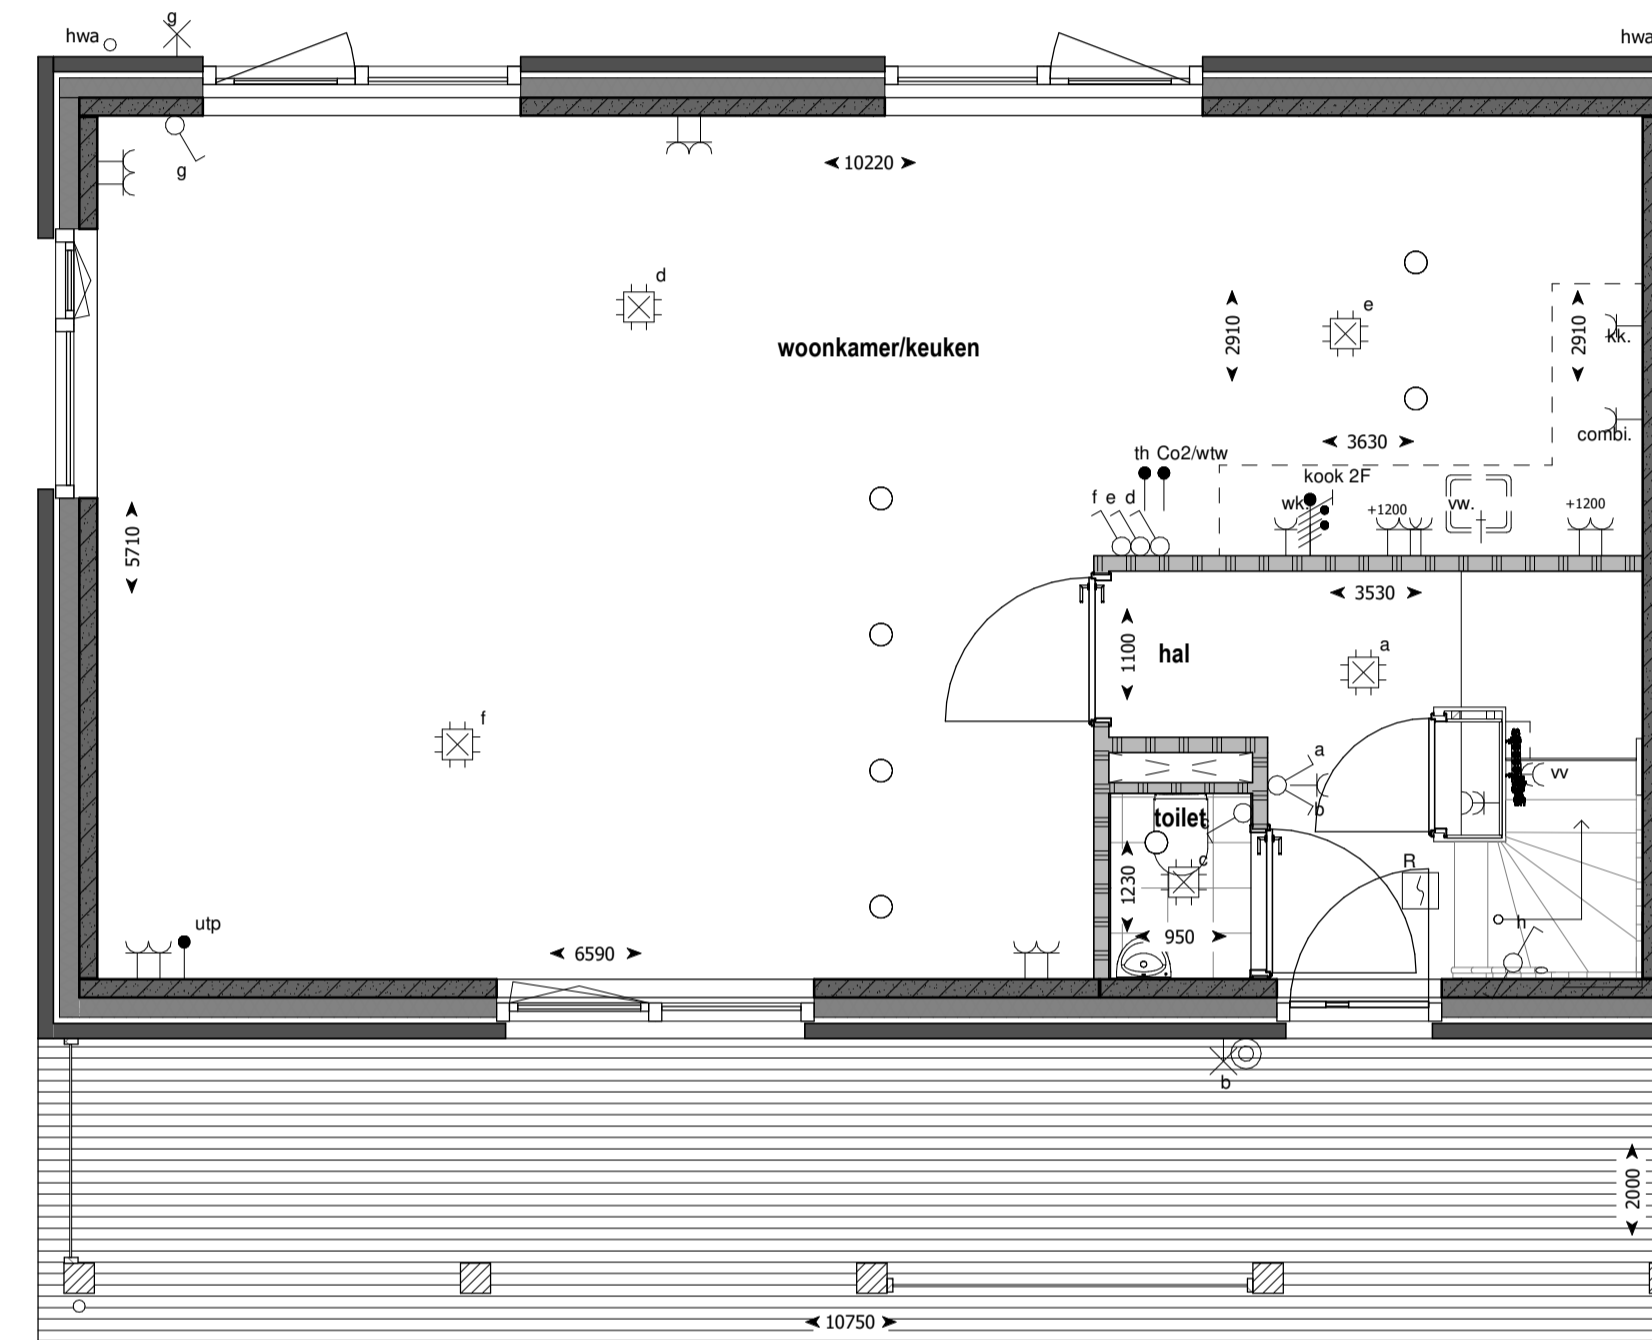 g
hwa
hwa
g
10220
d
woonkamer/keuken
e
2910
2910
kk.
combi.
3630
th Co2/wtw
kook 2F
f e d
wk.
+1200
vw.
+1200
5710
3530
1100
hal
a
f
a
vv
b
toilet
c
R
1230
h
950
utp
6590
b
2000
10750